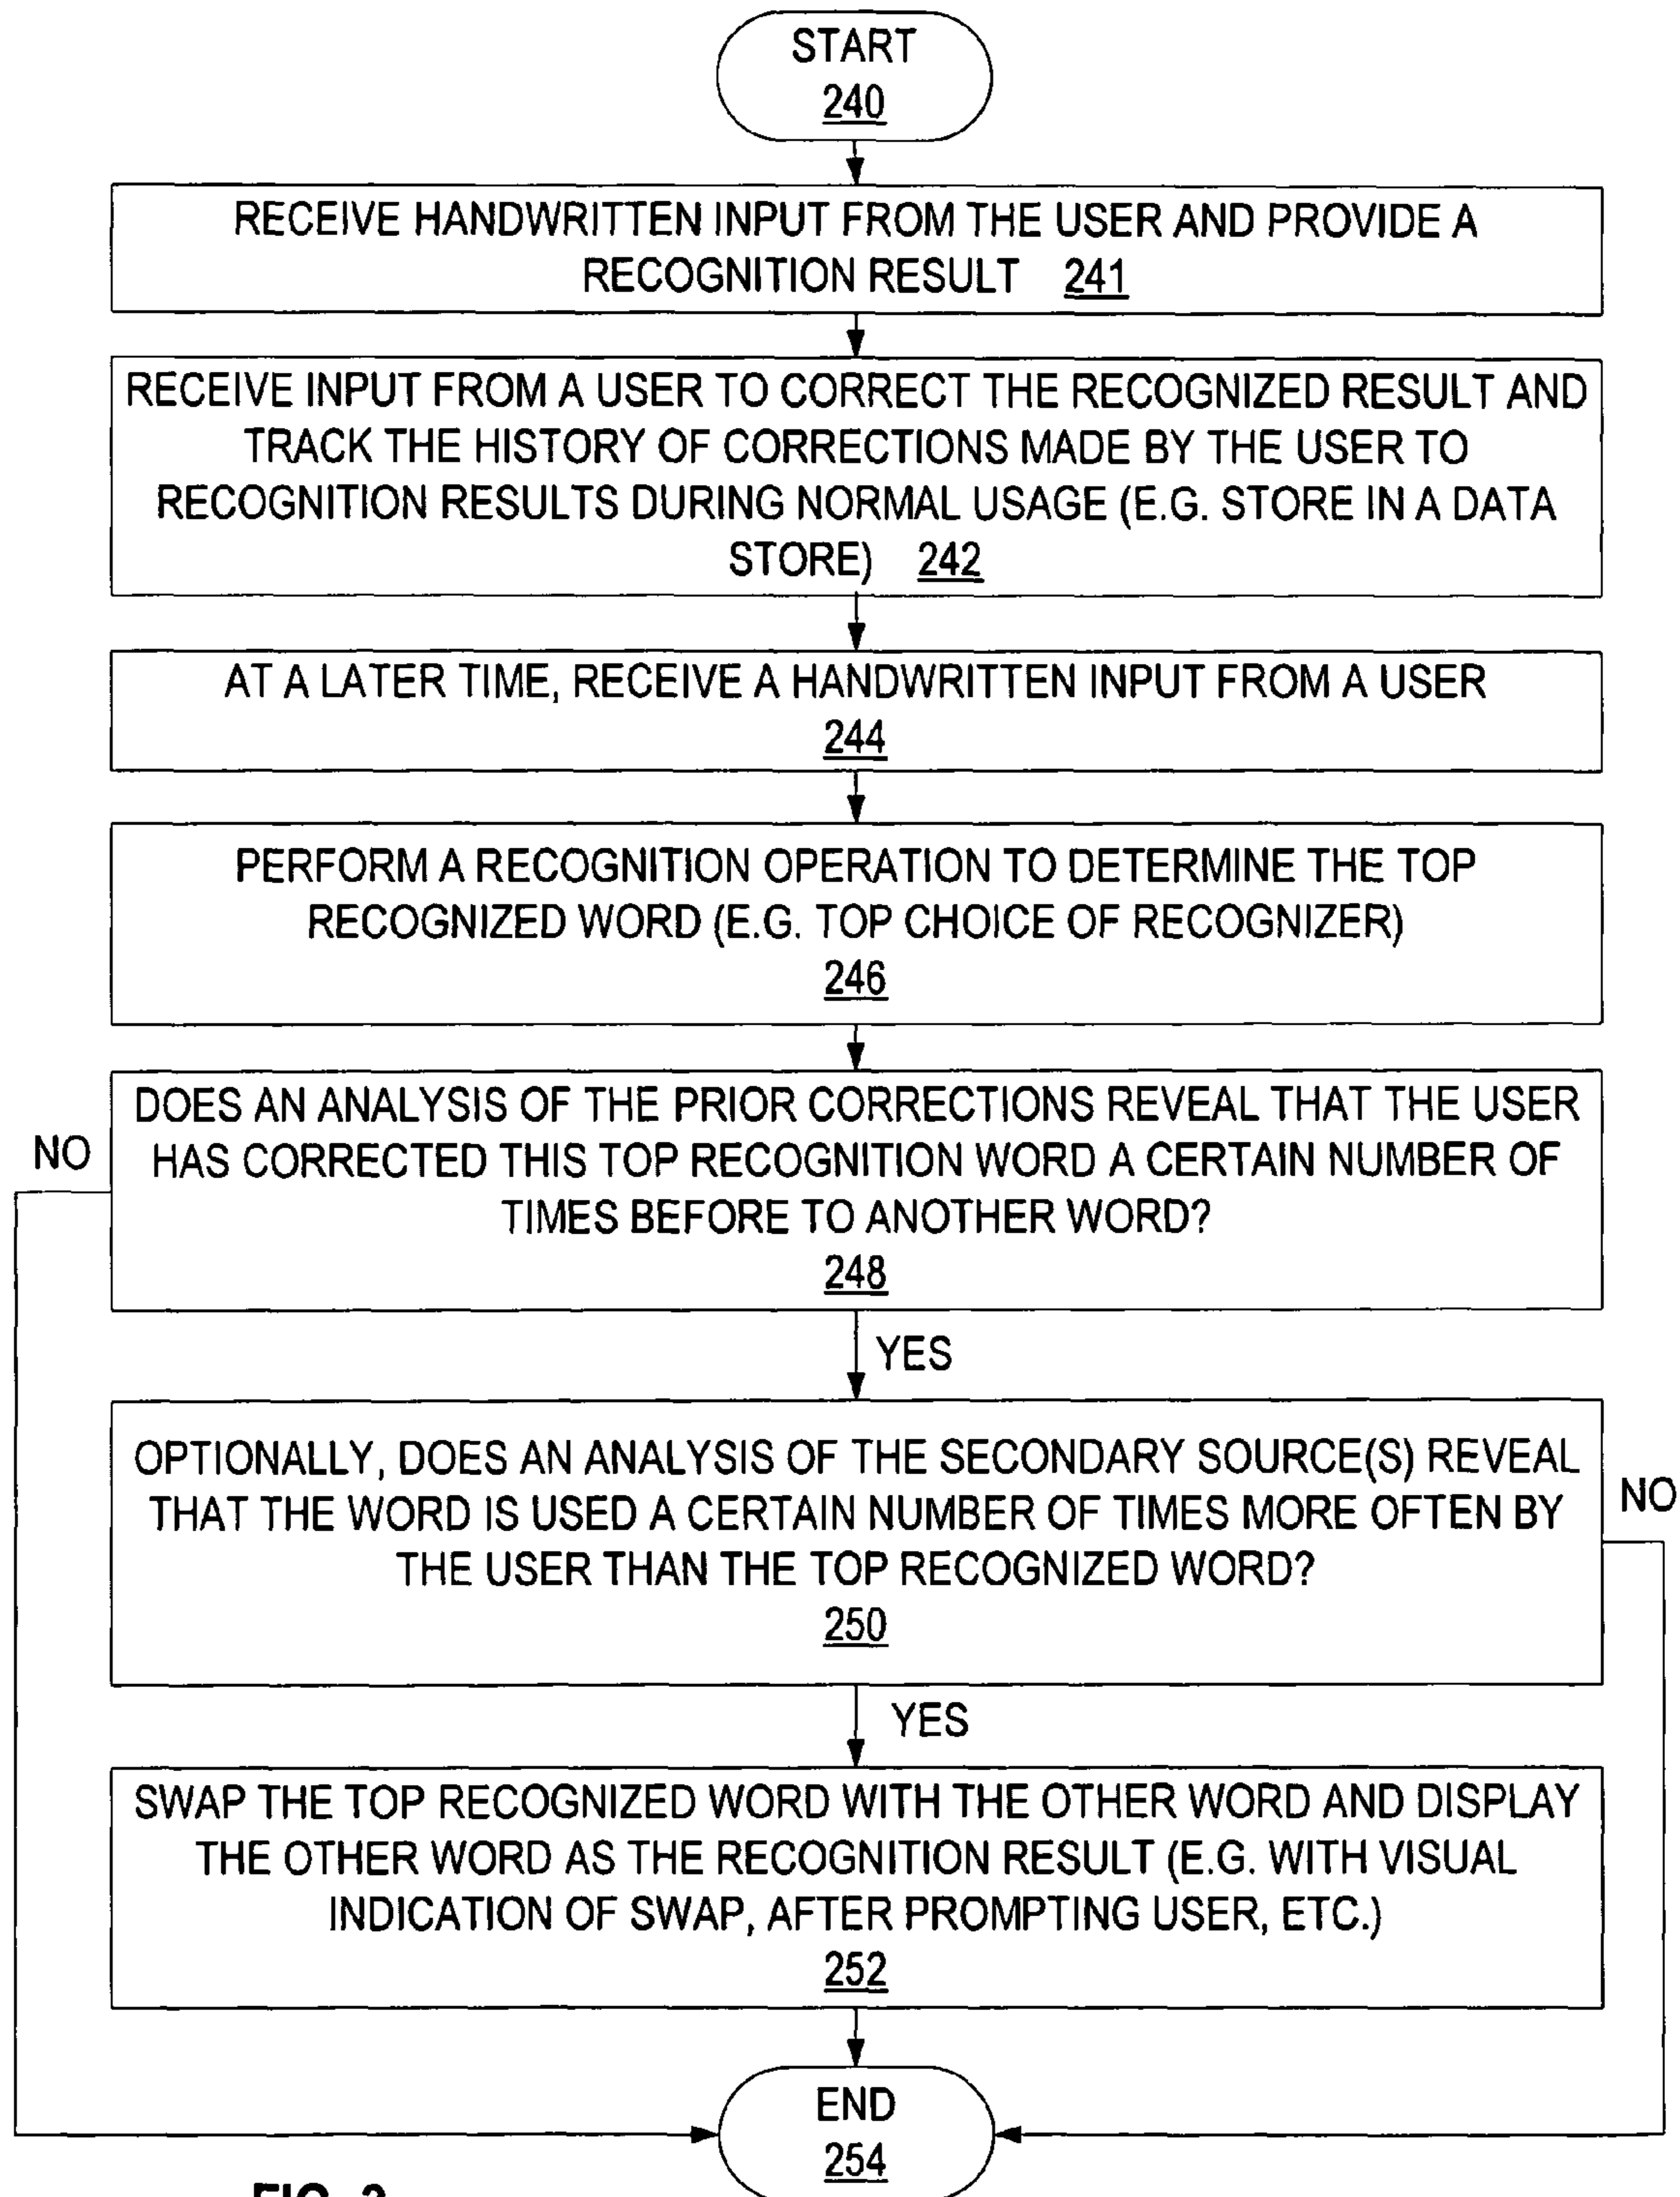 START
240
RECEIVE HANDWRITTEN INPUT FROM THE USER AND PROVIDE A
RECOGNITION RESULT 241
RECEIVE INPUT FROM A USER TO CORRECT THE RECOGNIZED RESULT AND
TRACK THE HISTORY OF CORRECTIONS MADE BY THE USER TO
RECOGNITION RESULTS DURING NORMAL USAGE (E.G. STORE IN A DATA
STORE) 242
AT A LATER TIME, RECEIVE A HANDWRITTEN INPUT FROM A USER
244
PERFORM A RECOGNITION OPERATION TO DETERMINE THE TOP
RECOGNIZED WORD (E.G. TOP CHOICE OF RECOGNIZER)
246
DOES AN ANALYSIS OF THE PRIOR CORRECTIONS REVEAL THAT THE USER
HAS CORRECTED THIS TOP RECOGNITION WORD A CERTAIN NUMBER OF
TIMES BEFORE TO ANOTHER WORD?
248
NO
YES
OPTIONALLY, DOES AN ANALYSIS OF THE SECONDARY SOURCE(S) REVEAL
THAT THE WORD IS USED A CERTAIN NUMBER OF TIMES MORE OFTEN BY
THE USER THAN THE TOP RECOGNIZED WORD?
250
NO
YES
SWAP THE TOP RECOGNIZED WORD WITH THE OTHER WORD AND DISPLAY
THE OTHER WORD AS THE RECOGNITION RESULT (E.G. WITH VISUAL
INDICATION OF SWAP, AFTER PROMPTING USER, ETC.)
252
END
254
FIG.